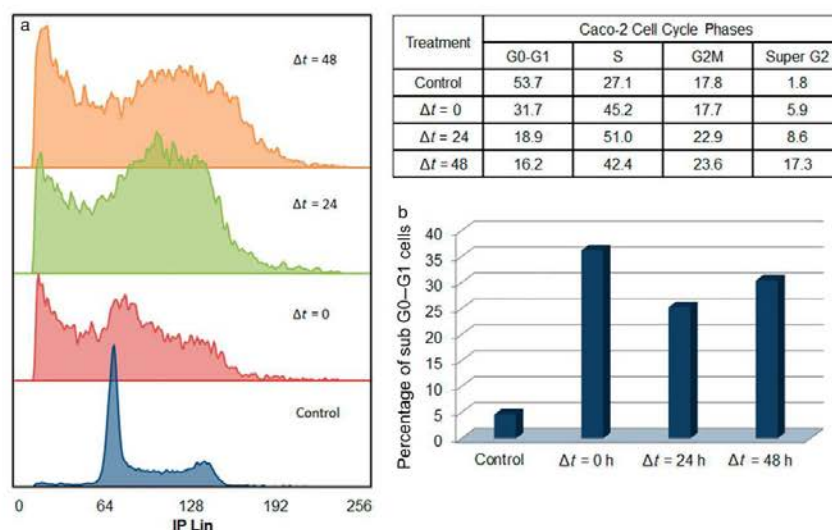 a
Δt = 48
Δt = 24
Δt = 0
Control
0 64 128 192 256
IP Lin
Treatment Caco-2 Cell Cycle Phases
G0-G1 S G2M Super G2
Control 53.7 27.1 17.8 1.8
Δt = 0 31.7 45.2 17.7 5.9
Δt = 24 18.9 51.0 22.9 8.6
Δt = 48 16.2 42.4 23.6 17.3
b
Percentage of sub G0–G1 cells
40
35
30
25
20
15
10
5
0
Control Δt = 0 h Δt = 24 h Δt = 48 h